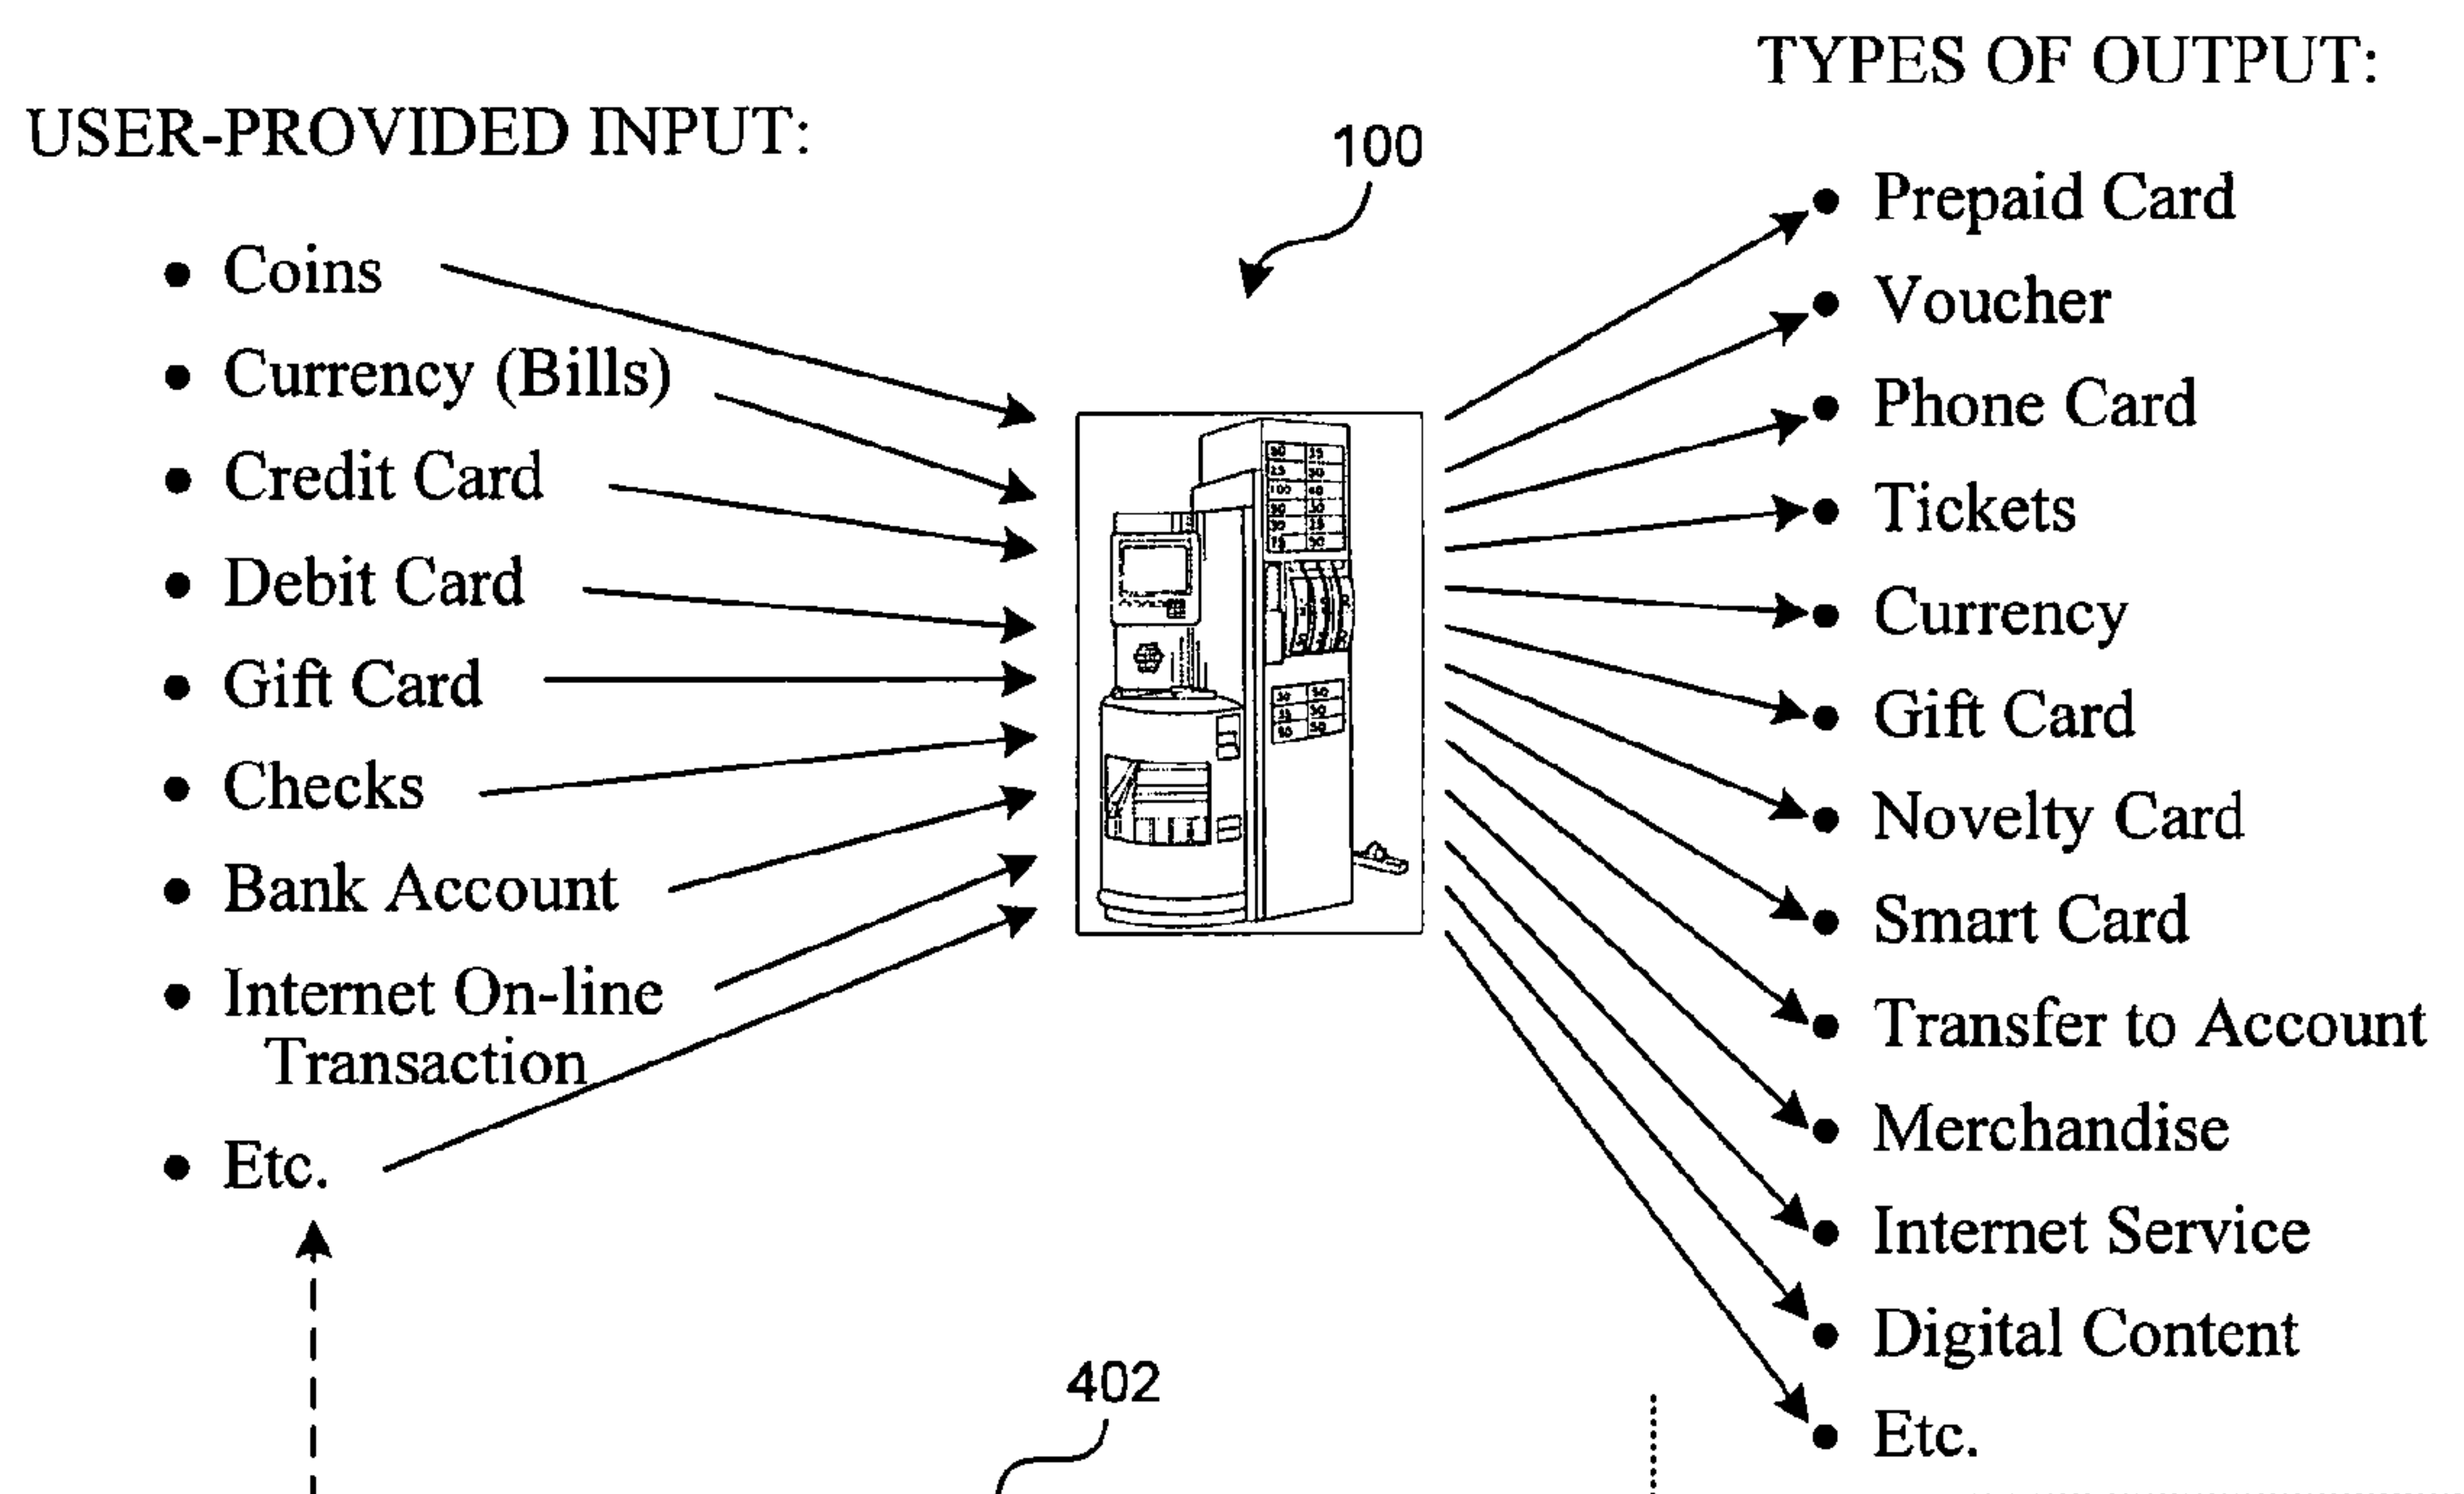 TYPES OF OUTPUT:
USER-PROVIDED INPUT:
100
Coins
Currency (Bills)
Credit Card
Debit Card
Gift Card
Checks
Bank Account
Internet On-line
Transaction
Etc.
Prepaid Card
Voucher
Phone Card
Tickets
Currency
Gift Card
Novelty Card
Smart Card
Transfer to Account
Merchandise
Internet Service
Digital Content
Etc.
402